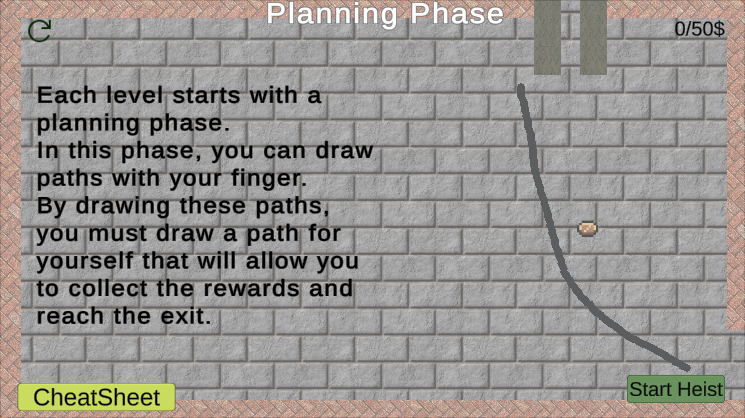 Planning Phase
0/50$
Each level starts with a
planning phase.
In this phase, you can draw
paths with your finger.
By drawing these paths,
you must draw a path for
yourself that will allow you
to collect the rewards and
reach the exit.
CheatSheet
Start Heist